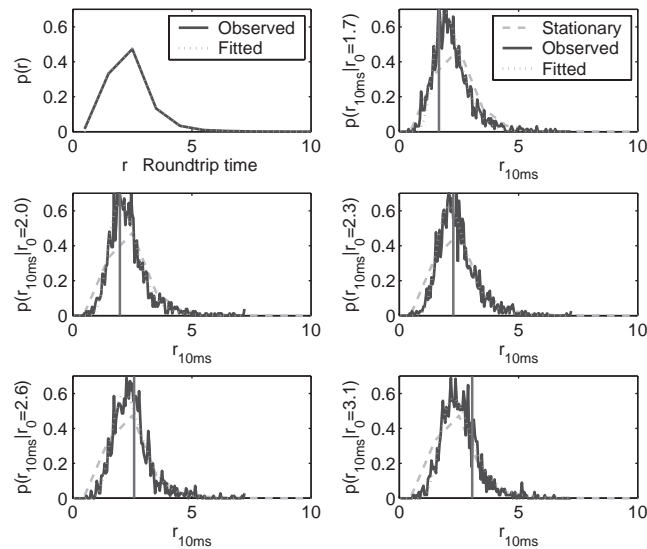 p(r)
0.6
0.4
0.2
0
Observed
Fitted
0 5 10
r Roundtrip time
p(r10ms|r0=1.7)
0.6
0.4
0.2
0
Stationary
Observed
Fitted
0 5 10
r10ms
p(r10ms|r0=2.0)
0.6
0.4
0.2
0
0 5 10
r10ms
p(r10ms|r0=2.3)
0.6
0.4
0.2
0
0 5 10
r10ms
p(r10ms|r0=2.6)
0.6
0.4
0.2
0
0 5 10
r10ms
p(r10ms|r0=3.1)
0.6
0.4
0.2
0
0 5 10
r10ms